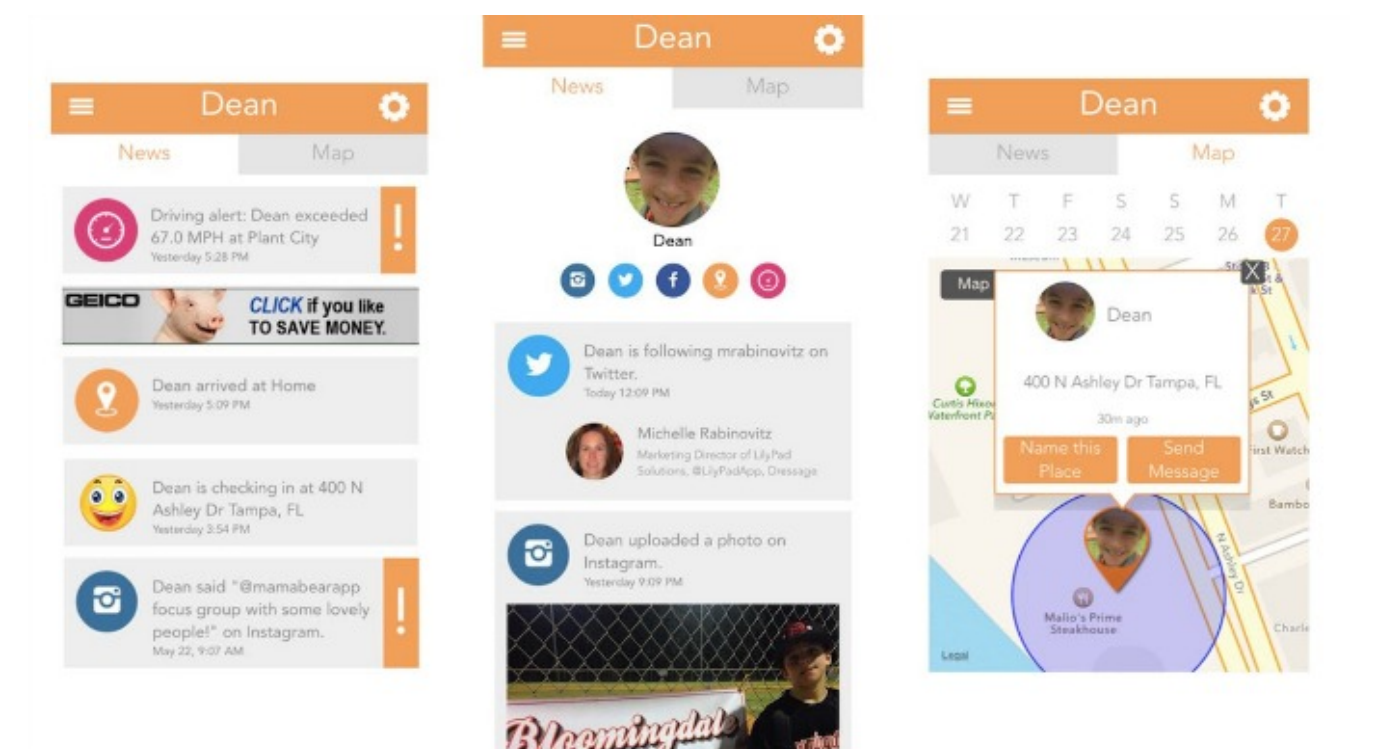 Dean
News
Map
Driving alert: Dean exceeded
67.0 MPH at Plant City
Yesterday 5:28 PM
GEICO
CLICK if you like
TO SAVE MONEY.
Dean arrived at Home
Yesterday 5:09 PM
Dean is checking in at 400 N
Ashley Dr Tampa, FL
Yesterday 3:54 PM
Dean said "@mamabearapp
focus group with some lovely
people!" on Instagram.
May 22, 9:07 AM
Dean
News
Map
Dean
Dean is following mrabinovitz on
Twitter.
Today 12:09 PM
Michelle Rabinovitz
Marketing Director of LilyPad
Solutions, @LilyPadApp, Dressage
Dean uploaded a photo on
Instagram.
Yesterday 9:09 PM
Bloomingdale
Dean
News
Map
W T F S S M T
21 22 23 24 25 26 27
Map
X
Dean
400 N Ashley Dr Tampa, FL
30m ago
Name this
Place
Send
Message
Curtis
St
First Watch
Bambo
N Ashley Dr
Malio's Prime
Steakhouse
Charle
Legal